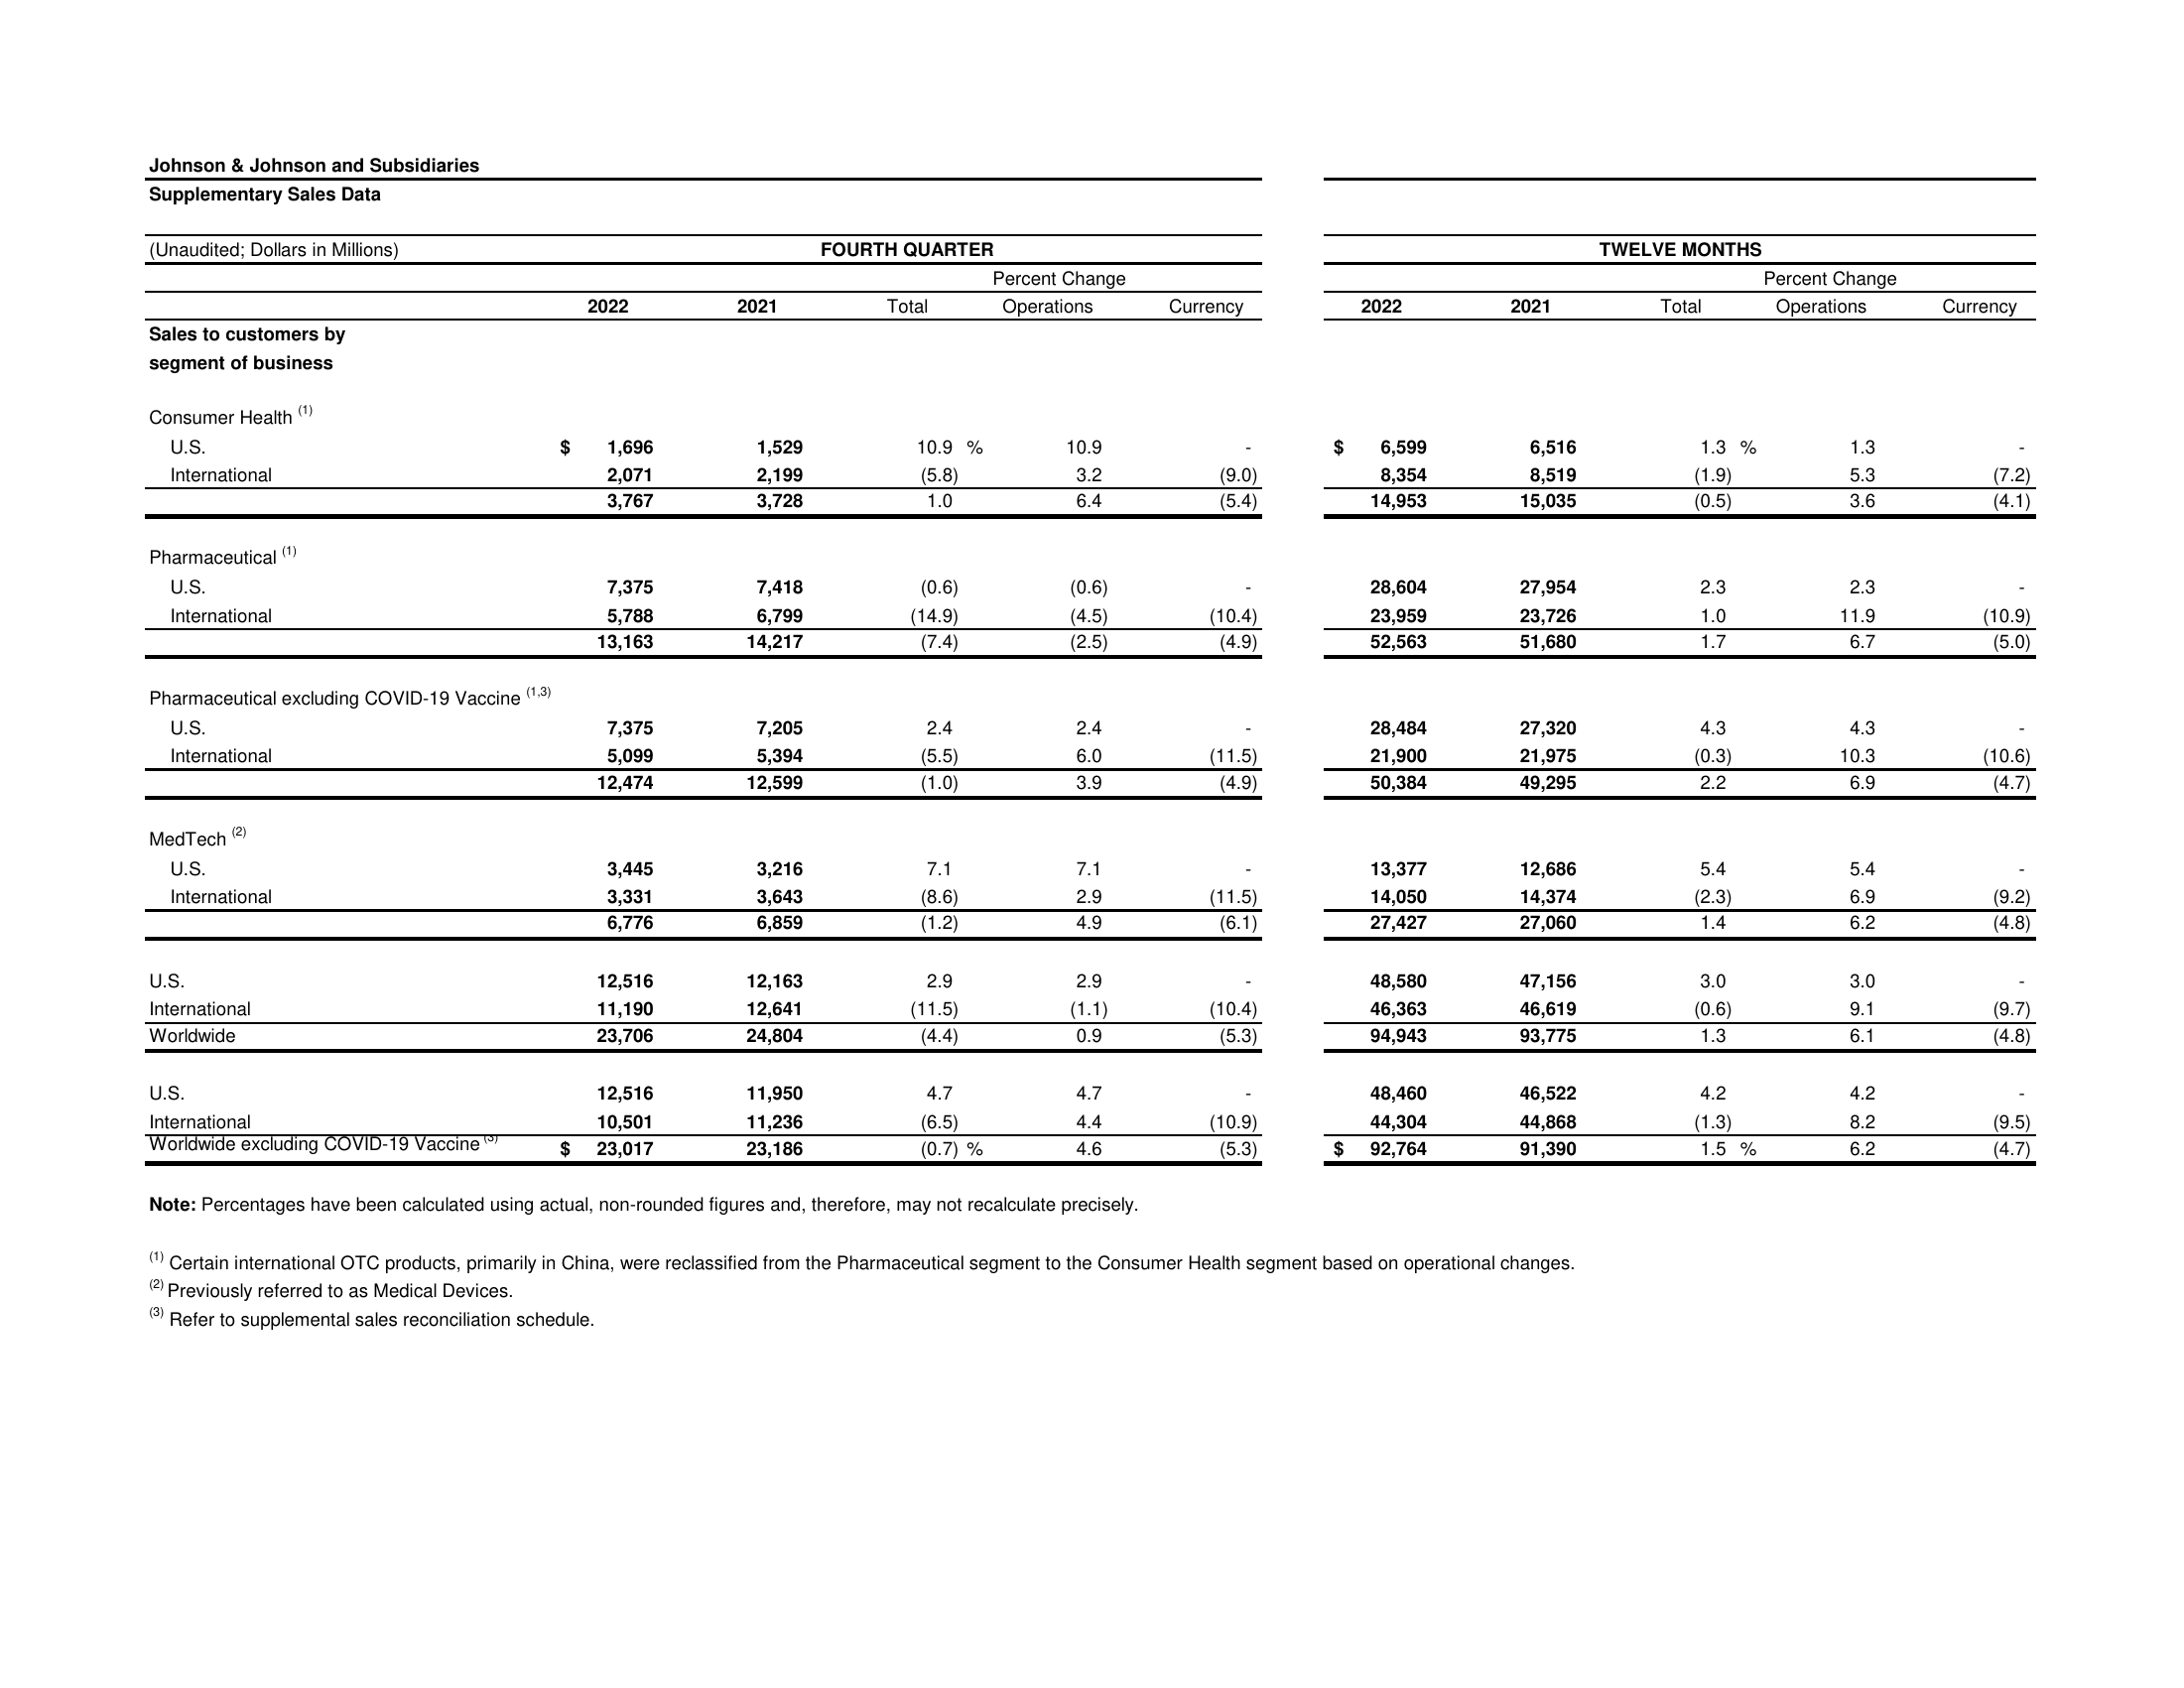 Johnson & Johnson and Subsidiaries
Supplementary Sales Data
(Unaudited; Dollars in Millions) FOURTH QUARTER TWELVE MONTHS
Percent Change Percent Change
2022 2021 Total Operations Currency 2022 2021 Total Operations Currency
Sales to customers by
segment of business
Consumer Health (1)
U.S. $ 1,696 1,529 10.9 % 10.9 - $ 6,599 6,516 1.3 % 1.3 -
International 2,071 2,199 (5.8) 3.2 (9.0) 8,354 8,519 (1.9) 5.3 (7.2)
3,767 3,728 1.0 6.4 (5.4) 14,953 15,035 (0.5) 3.6 (4.1)
Pharmaceutical (1)
U.S. 7,375 7,418 (0.6) (0.6) - 28,604 27,954 2.3 2.3 -
International 5,788 6,799 (14.9) (4.5) (10.4) 23,959 23,726 1.0 11.9 (10.9)
13,163 14,217 (7.4) (2.5) (4.9) 52,563 51,680 1.7 6.7 (5.0)
Pharmaceutical excluding COVID-19 Vaccine (1,3)
U.S. 7,375 7,205 2.4 2.4 - 28,484 27,320 4.3 4.3 -
International 5,099 5,394 (5.5) 6.0 (11.5) 21,900 21,975 (0.3) 10.3 (10.6)
12,474 12,599 (1.0) 3.9 (4.9) 50,384 49,295 2.2 6.9 (4.7)
MedTech (2)
U.S. 3,445 3,216 7.1 7.1 - 13,377 12,686 5.4 5.4 -
International 3,331 3,643 (8.6) 2.9 (11.5) 14,050 14,374 (2.3) 6.9 (9.2)
6,776 6,859 (1.2) 4.9 (6.1) 27,427 27,060 1.4 6.2 (4.8)
U.S. 12,516 12,163 2.9 2.9 - 48,580 47,156 3.0 3.0 -
International 11,190 12,641 (11.5) (1.1) (10.4) 46,363 46,619 (0.6) 9.1 (9.7)
Worldwide 23,706 24,804 (4.4) 0.9 (5.3) 94,943 93,775 1.3 6.1 (4.8)
U.S. 12,516 11,950 4.7 4.7 - 48,460 46,522 4.2 4.2 -
International 10,501 11,236 (6.5) 4.4 (10.9) 44,304 44,868 (1.3) 8.2 (9.5)
Worldwide excluding COVID-19 Vaccine (3) $ 23,017 23,186 (0.7) % 4.6 (5.3) $ 92,764 91,390 1.5 % 6.2 (4.7)
Note: Percentages have been calculated using actual, non-rounded figures and, therefore, may not recalculate precisely.
(1) Certain international OTC products, primarily in China, were reclassified from the Pharmaceutical segment to the Consumer Health segment based on operational changes.
(2) Previously referred to as Medical Devices.
(3) Refer to supplemental sales reconciliation schedule.